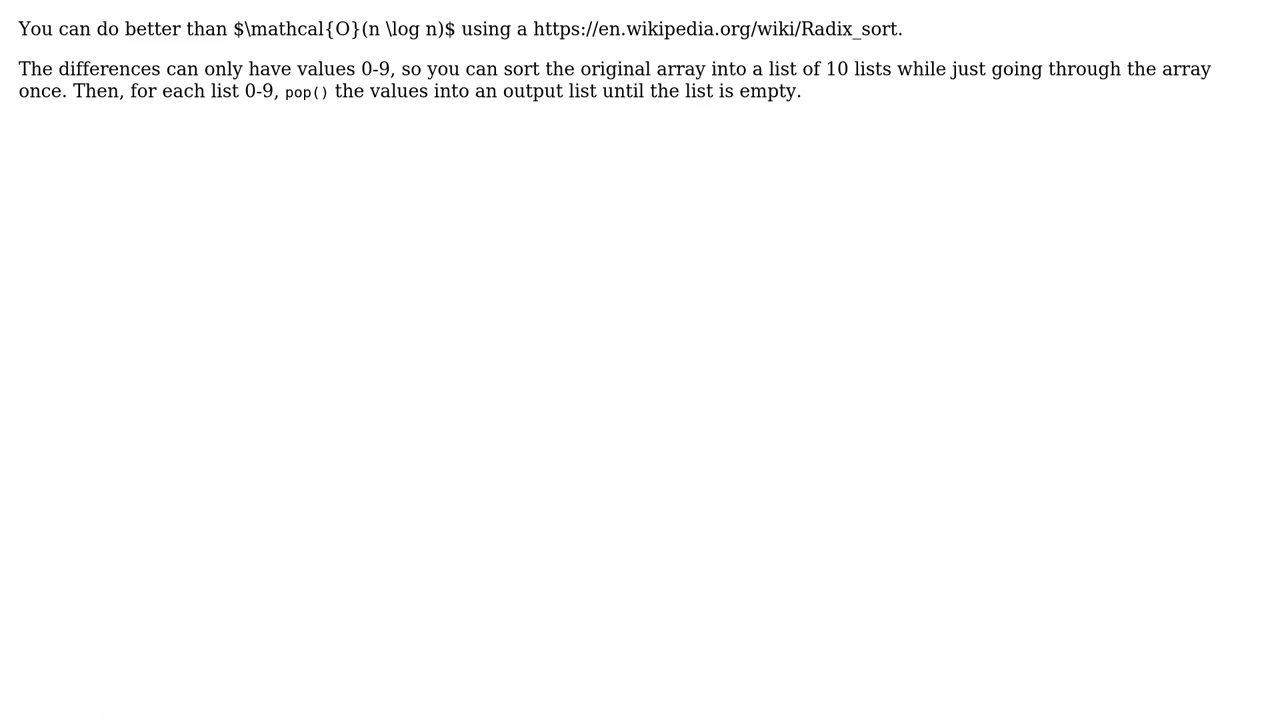 You can do better than $\mathcal{O}(n \log n)$ using a https://en.wikipedia.org/wiki/Radix_sort.
The differences can only have values 0-9, so you can sort the original array into a list of 10 lists while just going through the array
once. Then, for each list 0-9, pop() the values into an output list until the list is empty.